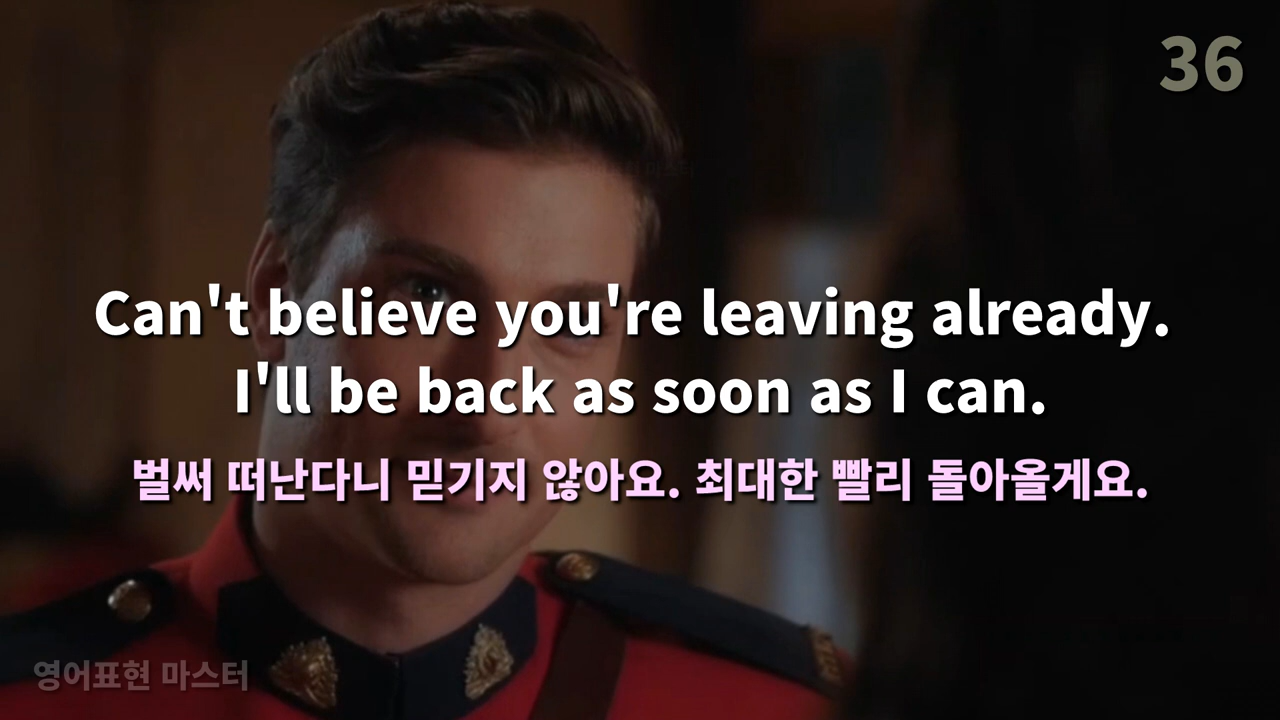 36
Can't believe you're leaving already.
I'll be back as soon as I can.
벌써 떠난다니 믿기지 않아요. 최대한 빨리 돌아올게요.
영어표현 마스터